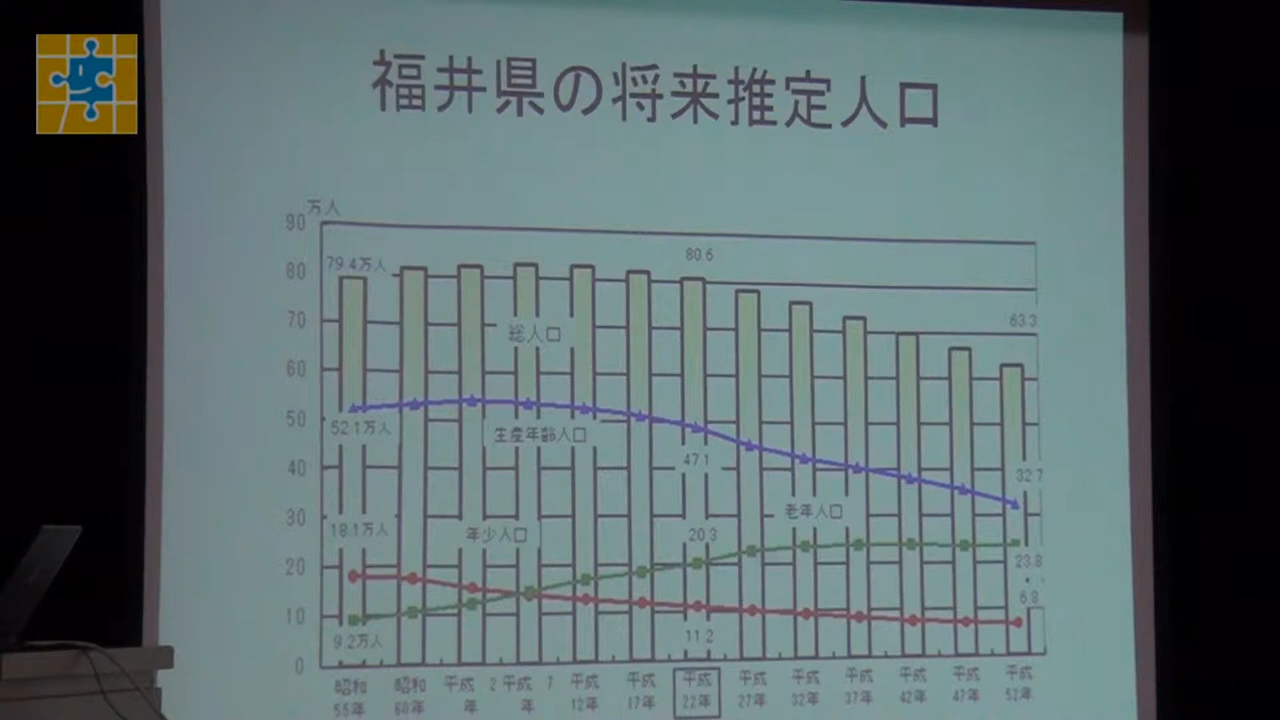 福井県の将来推定人口
万人
90
80
70
60
50
40
30
20
10
0
79.4万人
80.6
63.3
総人口
52.1万人
生産年齢人口
47.1
32.7
18.1万人
年少人口
20.3
老年人口
23.8
6.8
9.2万人
11.2
昭和 昭和 平成 2 平成 7 平成 平成 平成 平成 平成 平成 平成 平成 平成
55年 60年 年 年 12年 17年 22年 27年 32年 37年 42年 47年 52年